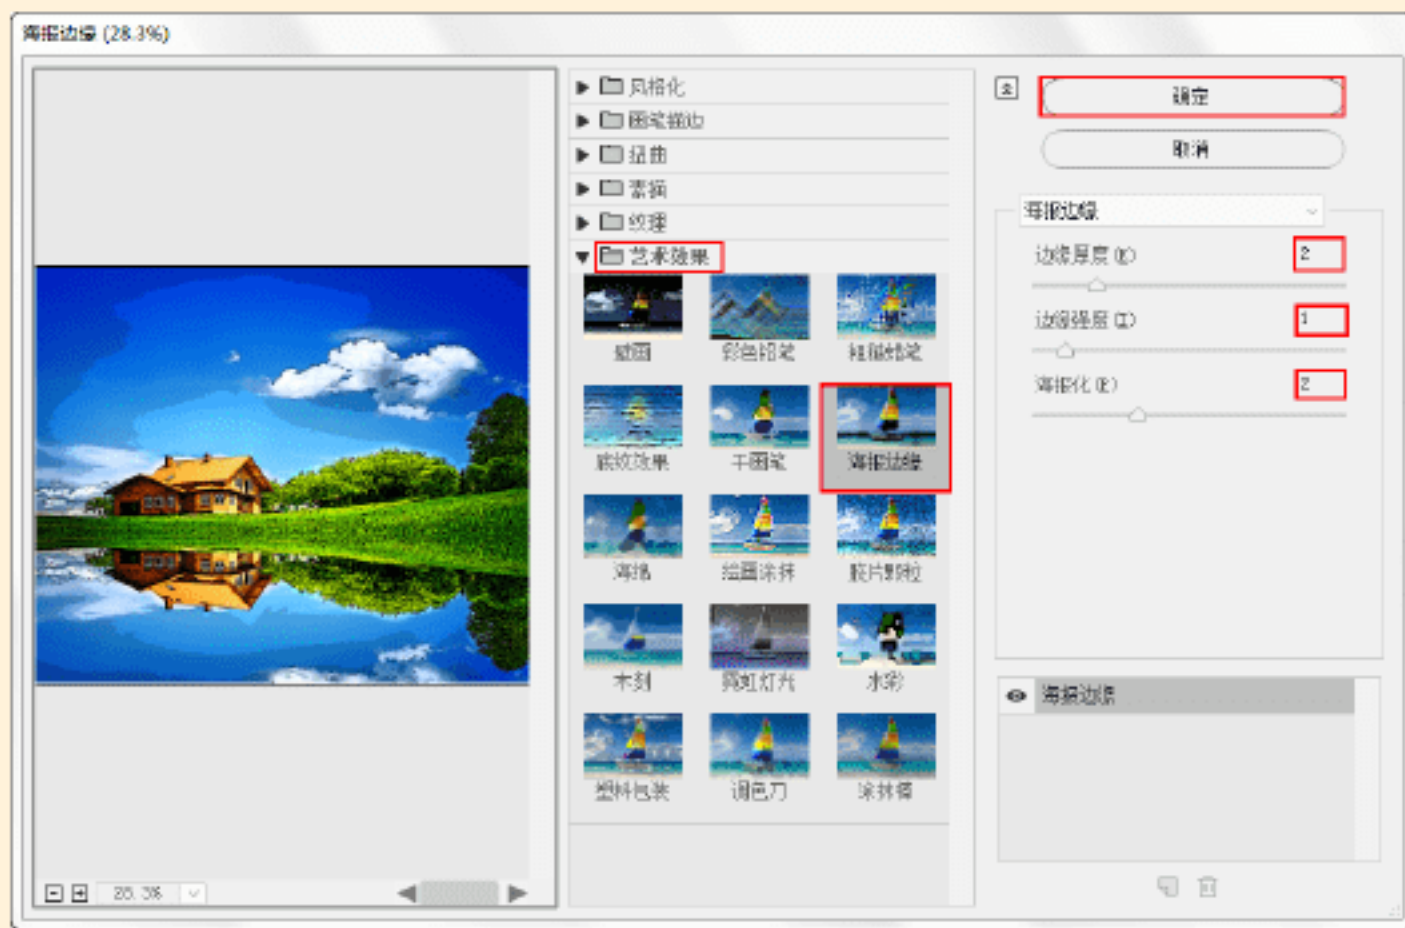 海报边缘 (28.3%)
风格化
画笔描边
扭曲
素描
纹理
艺术效果
壁画
彩色铅笔
粗糙蜡笔
底纹效果
干画笔
海报边缘
海绵
绘画涂抹
胶片颗粒
木刻
霓虹灯光
水彩
塑料包装
调色刀
涂抹棒
28.3%
确定
取消
海报边缘
边缘厚度(E) 2
边缘强度(I) 1
海报化(P) 2
海报边缘